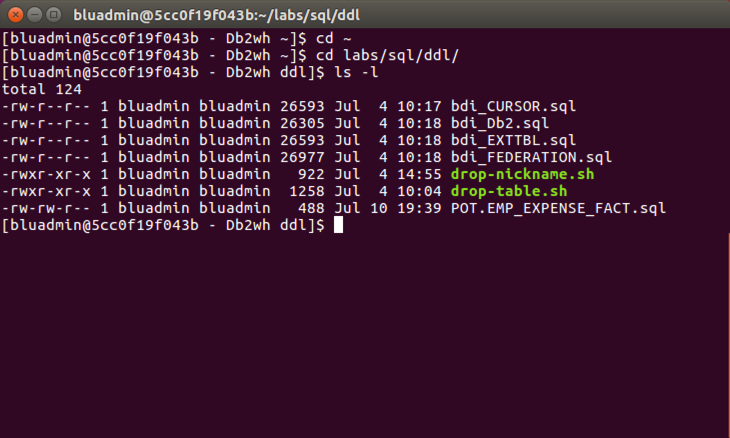 bluadmin@5cc0f19f043b:~/labs/sql/ddl
[bluadmin@5cc0f19f043b - Db2wh ~]$ cd ~
[bluadmin@5cc0f19f043b - Db2wh ~]$ cd labs/sql/ddl/
[bluadmin@5cc0f19f043b - Db2wh ddl]$ ls -l
total 124
-rw-r--r-- 1 bluadmin bluadmin 26593 Jul  4 10:17 bdi_CURSOR.sql
-rw-r--r-- 1 bluadmin bluadmin 26305 Jul  4 10:18 bdi_Db2.sql
-rw-r--r-- 1 bluadmin bluadmin 26593 Jul  4 10:18 bdi_EXTTBL.sql
-rw-r--r-- 1 bluadmin bluadmin 26977 Jul  4 10:18 bdi_FEDERATION.sql
-rwxr-xr-x 1 bluadmin bluadmin   922 Jul  4 14:55 drop-nickname.sh
-rwxr-xr-x 1 bluadmin bluadmin  1258 Jul  4 10:04 drop-table.sh
-rw-rw-r-- 1 bluadmin bluadmin   488 Jul 10 19:39 POT.EMP_EXPENSE_FACT.sql
[bluadmin@5cc0f19f043b - Db2wh ddl]$